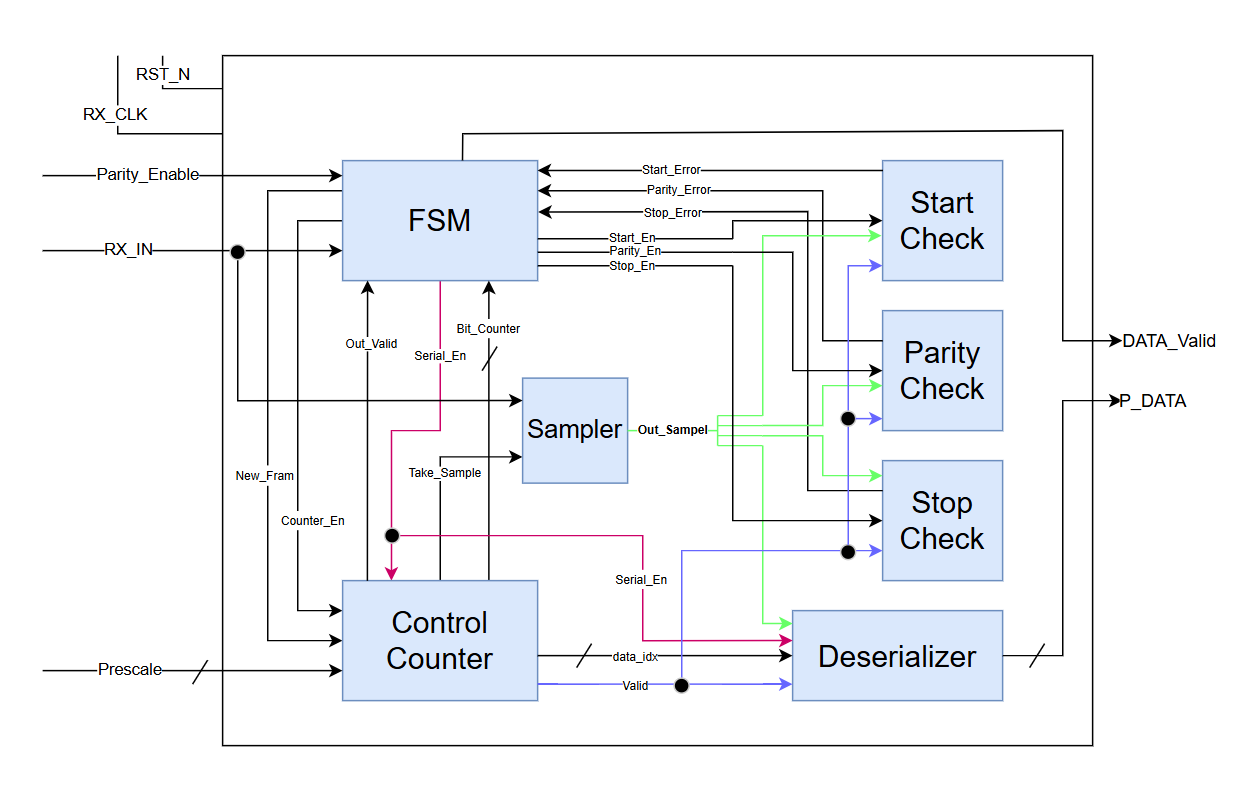 RST_N
RX_CLK
Parity_Enable
RX_IN
FSM
Start_Error
Parity_Error
Stop_Error
Start_En
Parity_En
Stop_En
Start
Check
Out_Valid
Serial_En
Bit_Counter
Parity
Check
DATA_Valid
P_DATA
Sampler
Out_Sampel
Take_Sample
New_Fram
Counter_En
Stop
Check
Serial_En
Control
Counter
Prescale
data_idx
Valid
Deserializer